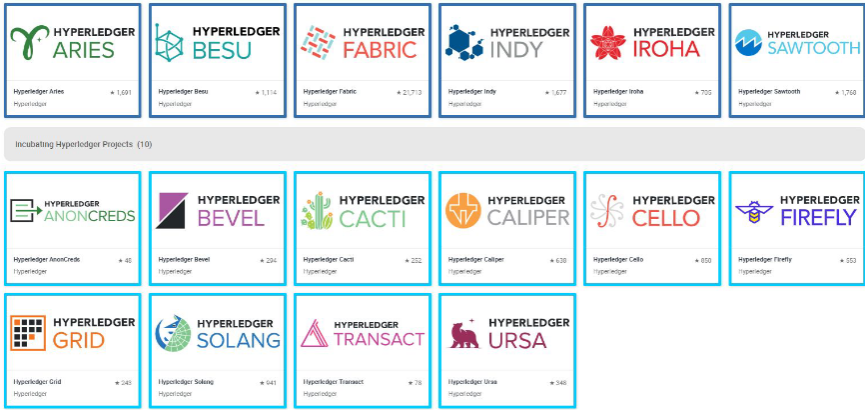 HYPERLEDGER
ARIES
Hyperledger Aries ★ 1,691
Hyperledger
HYPERLEDGER
BESU
Hyperledger Besu ★ 1,114
Hyperledger
HYPERLEDGER
FABRIC
Hyperledger Fabric ★ 21,713
Hyperledger
HYPERLEDGER
INDY
Hyperledger Indy ★ 1,677
Hyperledger
HYPERLEDGER
IROHA
Hyperledger Iroha ★ 705
Hyperledger
HYPERLEDGER
SAWTOOTH
Hyperledger Sawtooth ★ 1,760
Hyperledger
Incubating Hyperledger Projects (10)
HYPERLEDGER
ANONCREDS
Hyperledger AnonCreds ★ 48
Hyperledger
HYPERLEDGER
BEVEL
Hyperledger Bevel ★ 294
Hyperledger
HYPERLEDGER
CACTI
Hyperledger Cacti ★ 252
Hyperledger
HYPERLEDGER
CALIPER
Hyperledger Caliper ★ 638
Hyperledger
HYPERLEDGER
CELLO
Hyperledger Cello ★ 850
Hyperledger
HYPERLEDGER
FIREFLY
Hyperledger Firefly ★ 553
Hyperledger
HYPERLEDGER
GRID
Hyperledger Grid ★ 243
Hyperledger
HYPERLEDGER
SOLANG
Hyperledger Solang ★ 941
Hyperledger
HYPERLEDGER
TRANSACT
Hyperledger Transact ★ 78
Hyperledger
HYPERLEDGER
URSA
Hyperledger Ursa ★ 348
Hyperledger